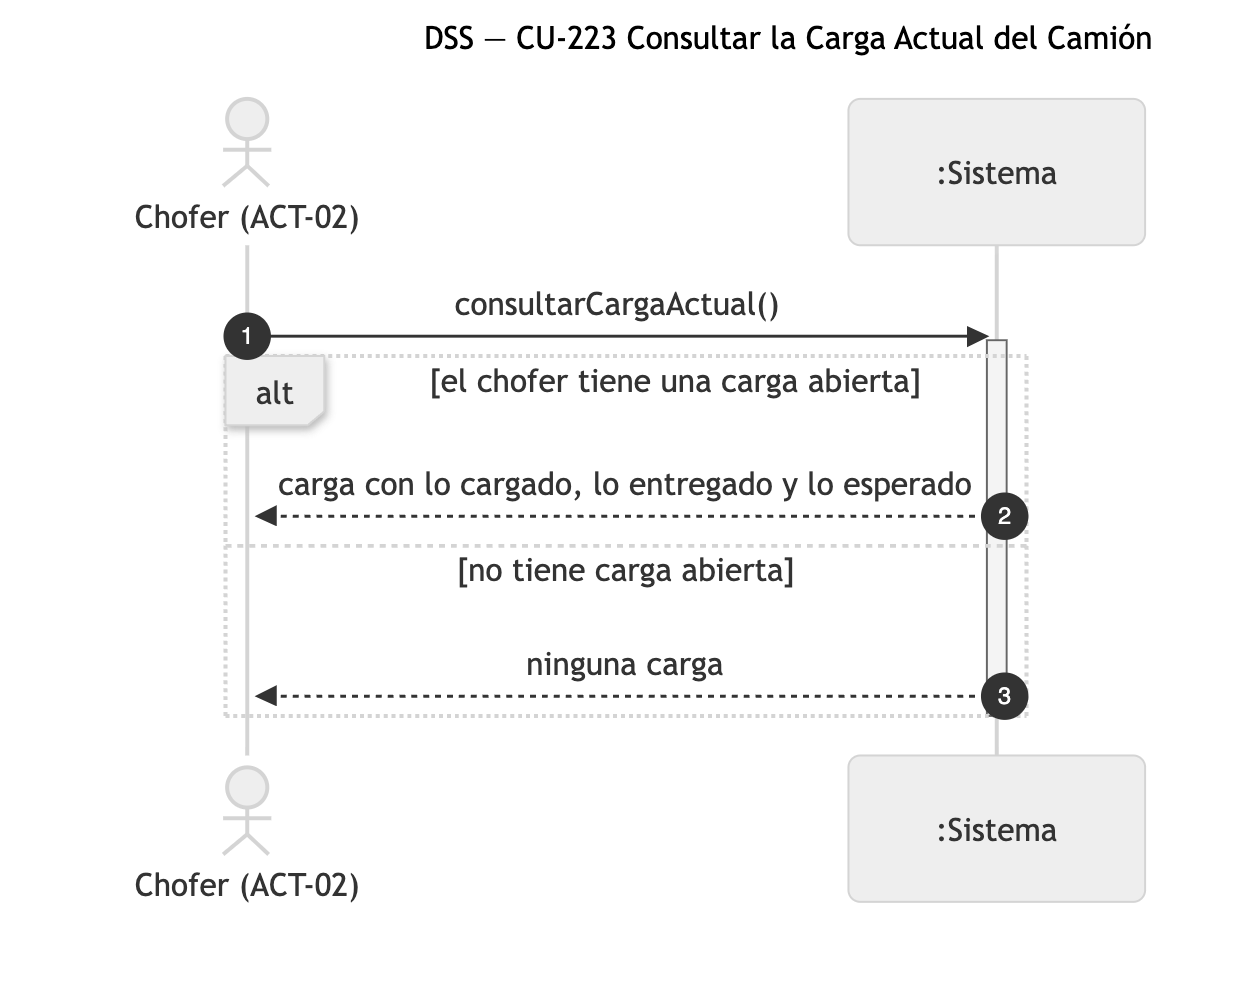 DSS — CU-223 Consultar la Carga Actual del Camión
Chofer (ACT-02)
:Sistema
consultarCargaActual()
1
alt
[el chofer tiene una carga abierta]
carga con lo cargado, lo entregado y lo esperado
2
[no tiene carga abierta]
ninguna carga
3
Chofer (ACT-02)
:Sistema